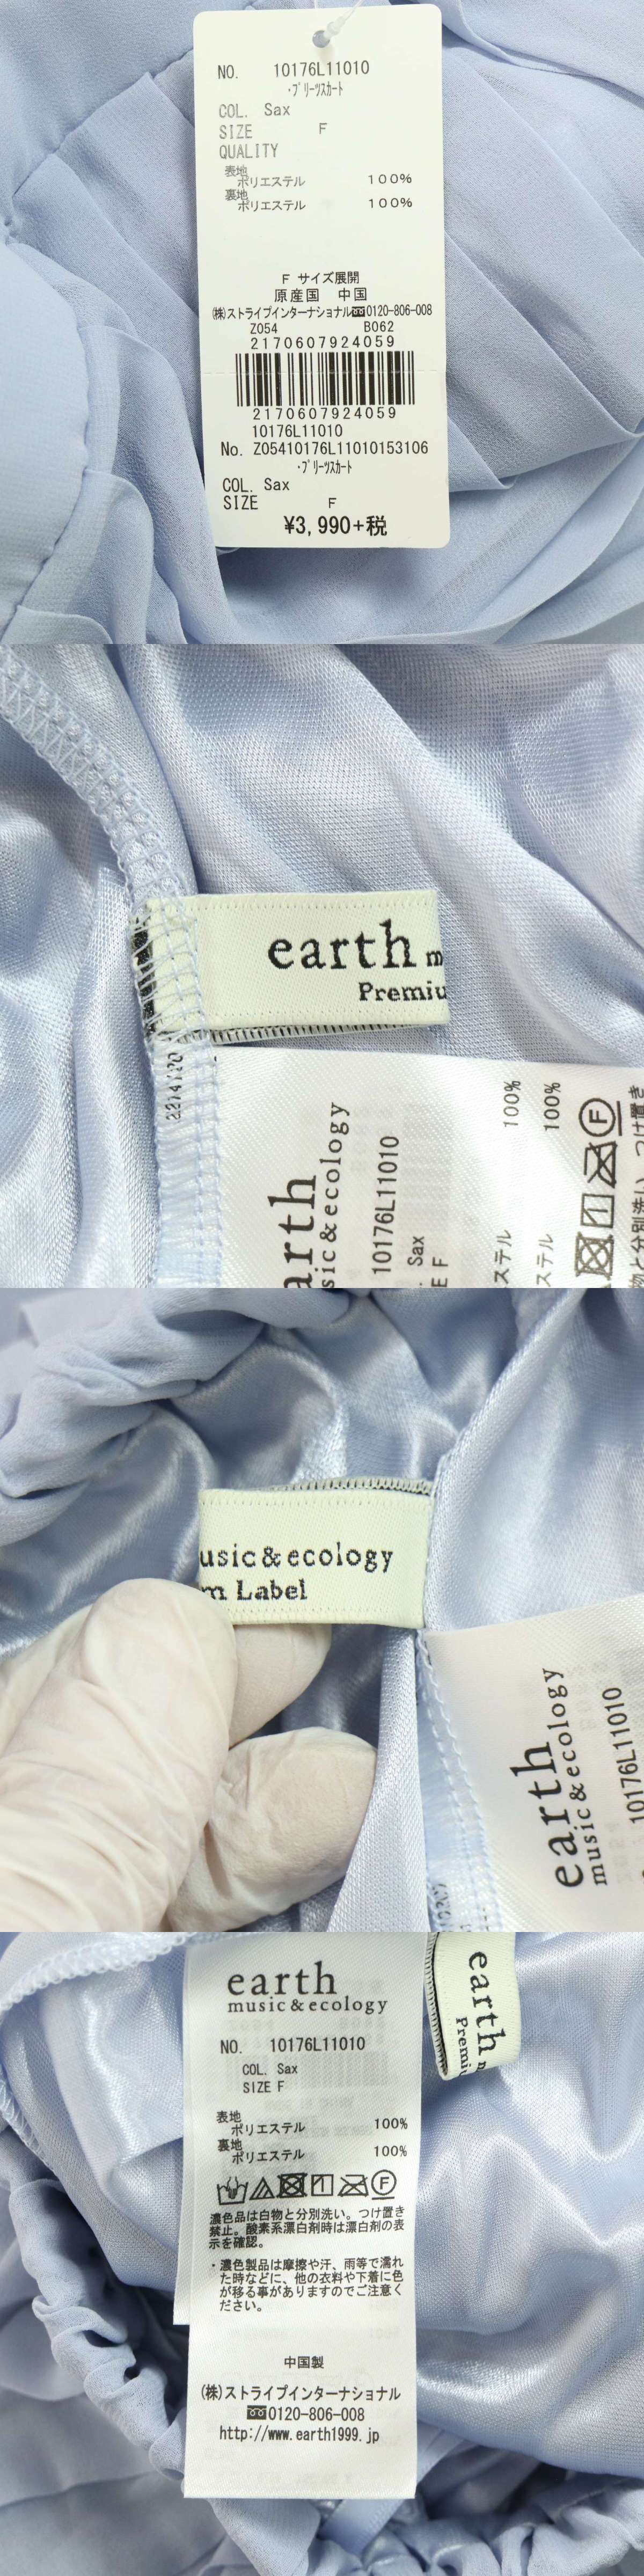 NO. 10176L11010
・ﾌﾟﾘｰﾂｽｶｰﾄ
COL. Sax
SIZE F
QUALITY
表地
ポリエステル 100%
裏地
ポリエステル 100%
F サイズ展開
原産国 中国
㈱ストライプインターナショナル 0120-806-008
Z054 B062
2170607924059
2170607924059
10176L11010
No. Z05410176L11010153106
・ﾌﾟﾘｰﾂｽｶｰﾄ
COL. Sax
SIZE F
¥3,990+税
earth m
Premiu
arth
sic&ecology
10176L11010
Sax
E F
ステル 100%
ステル 100%
usic&ecology
m Label
earth
music&ecology
10176L11010
earth
music&ecology
NO. 10176L11010
COL. Sax
SIZE F
表地
ポリエステル 100%
裏地
ポリエステル 100%
濃色品は白物と分別洗い。つけ置き
禁止。酸素系漂白剤時は漂白剤の表
示を確認。
・濃色製品は摩擦や汗、雨等で濡れ
た時などに、他の衣料や下着に色
が移る事がありますのでご注意く
ださい。
中国製
(株)ストライプインターナショナル
0120-806-008
http://www.earth1999.jp
earth
Premiu